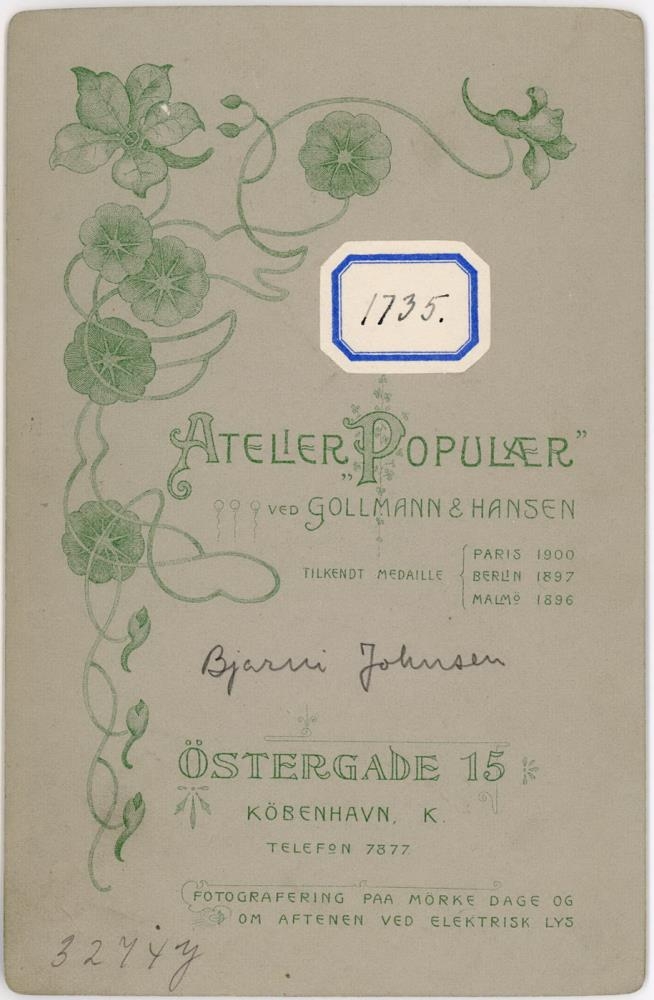 1735.
ATELIER „POPULÆR”
VED GOLLMANN & HANSEN
TILKENDT MEDAILLE
PARIS 1900
BERLIN 1897
MALMÖ 1896
Bjarni Johnsen
ÖSTERGADE 15
KÖBENHAVN, K.
TELEFON 7877
FOTOGRAFERING PAA MÖRKE DAGE OG
OM AFTENEN VED ELEKTRISK LYS